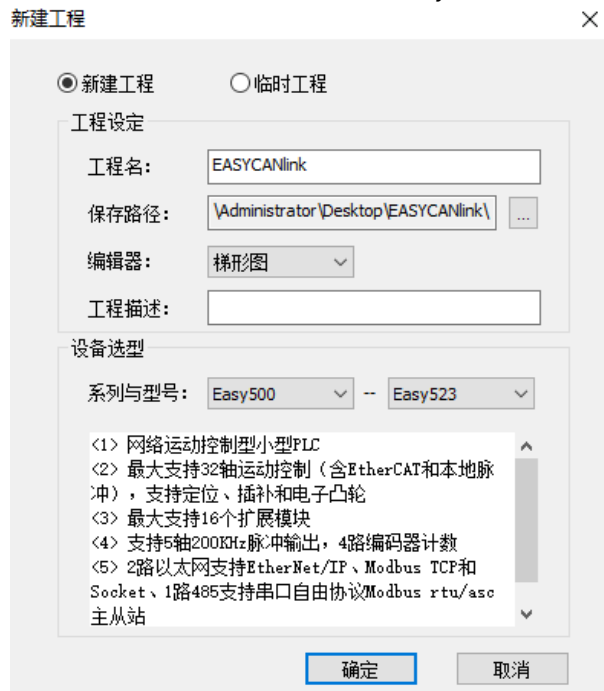 新建工程
新建工程 临时工程
工程设定
工程名： EASYCANlink
保存路径： \Administrator\Desktop\EASYCANlink\ ...
编辑器： 梯形图
工程描述：
设备选型
系列与型号： Easy500 -- Easy523
<1> 网络运动控制型小型PLC
<2> 最大支持32轴运动控制（含EtherCAT和本地脉
冲），支持定位、插补和电子凸轮
<3> 最大支持16个扩展模块
<4> 支持5轴200KHz脉冲输出，4路编码器计数
<5> 2路以太网支持EtherNet/IP、Modbus TCP和
Socket、1路485支持串口自由协议Modbus rtu/asc
主从站
确定 取消